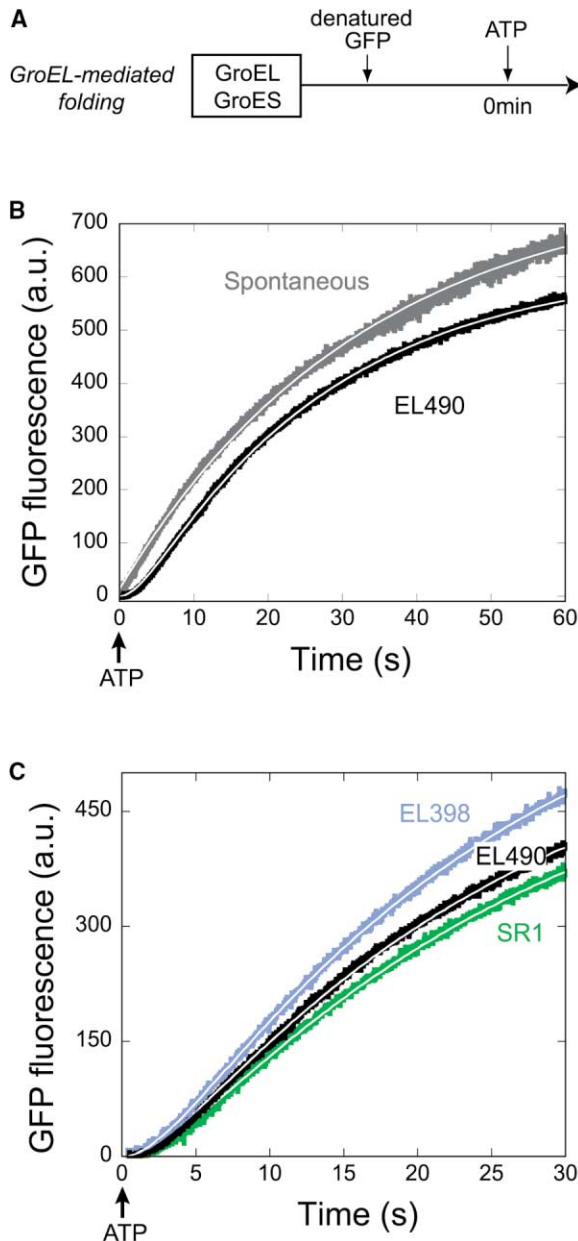 A
denatured
GFP
ATP
GroEL-mediated
folding
GroEL
GroES
0min
B
GFP fluorescence (a.u.)
700
600
500
400
300
200
100
0
Spontaneous
EL490
0 10 20 30 40 50 60
Time (s)
ATP
C
GFP fluorescence (a.u.)
450
300
150
0
EL398
EL490
SR1
0 5 10 15 20 25 30
Time (s)
ATP